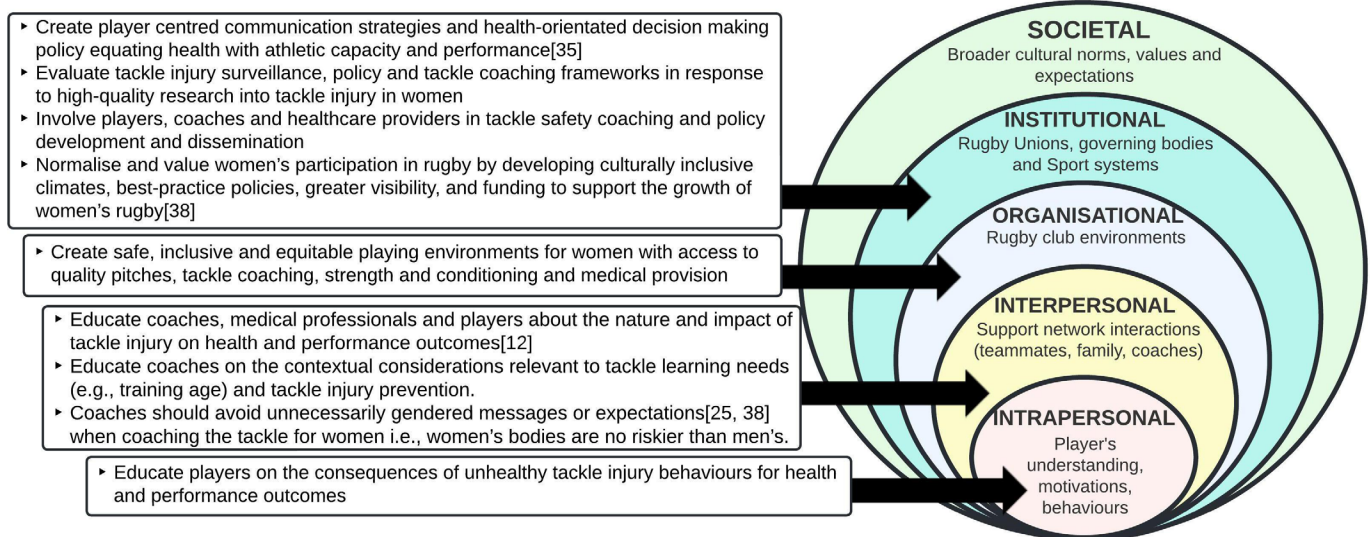 ‣ Create player centred communication strategies and health-orientated decision making
policy equating health with athletic capacity and performance[35]
‣ Evaluate tackle injury surveillance, policy and tackle coaching frameworks in response
to high-quality research into tackle injury in women
‣ Involve players, coaches and healthcare providers in tackle safety coaching and policy
development and dissemination
‣ Normalise and value women’s participation in rugby by developing culturally inclusive
climates, best-practice policies, greater visibility, and funding to support the growth of
women’s rugby[38]
‣ Create safe, inclusive and equitable playing environments for women with access to
quality pitches, tackle coaching, strength and conditioning and medical provision
‣ Educate coaches, medical professionals and players about the nature and impact of
tackle injury on health and performance outcomes[12]
‣ Educate coaches on the contextual considerations relevant to tackle learning needs
(e.g., training age) and tackle injury prevention.
‣ Coaches should avoid unnecessarily gendered messages or expectations[25, 38]
when coaching the tackle for women i.e., women’s bodies are no riskier than men’s.
‣ Educate players on the consequences of unhealthy tackle injury behaviours for health
and performance outcomes
SOCIETAL
Broader cultural norms, values and
expectations
INSTITUTIONAL
Rugby Unions, governing bodies
and Sport systems
ORGANISATIONAL
Rugby club environments
INTERPERSONAL
Support network interactions
(teammates, family, coaches)
INTRAPERSONAL
Player's
understanding,
motivations,
behaviours